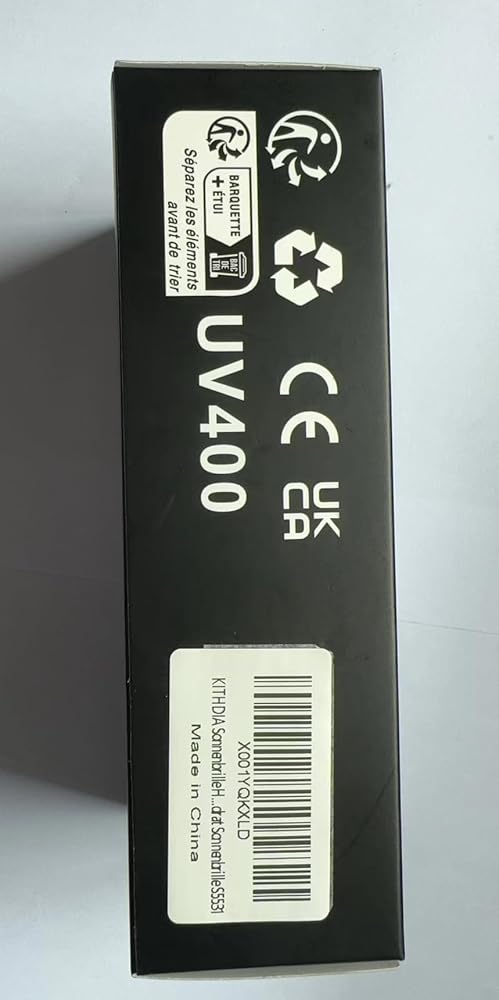 CE
UK
CA
BARQUETTE
+ ÉTUI
BAC
DE
TRI
Séparez les éléments
avant de trier
UV400
X001YQKXLD
KITHDIA Sonnenbrille H...drat Sonnenbrille S5531
Made in China